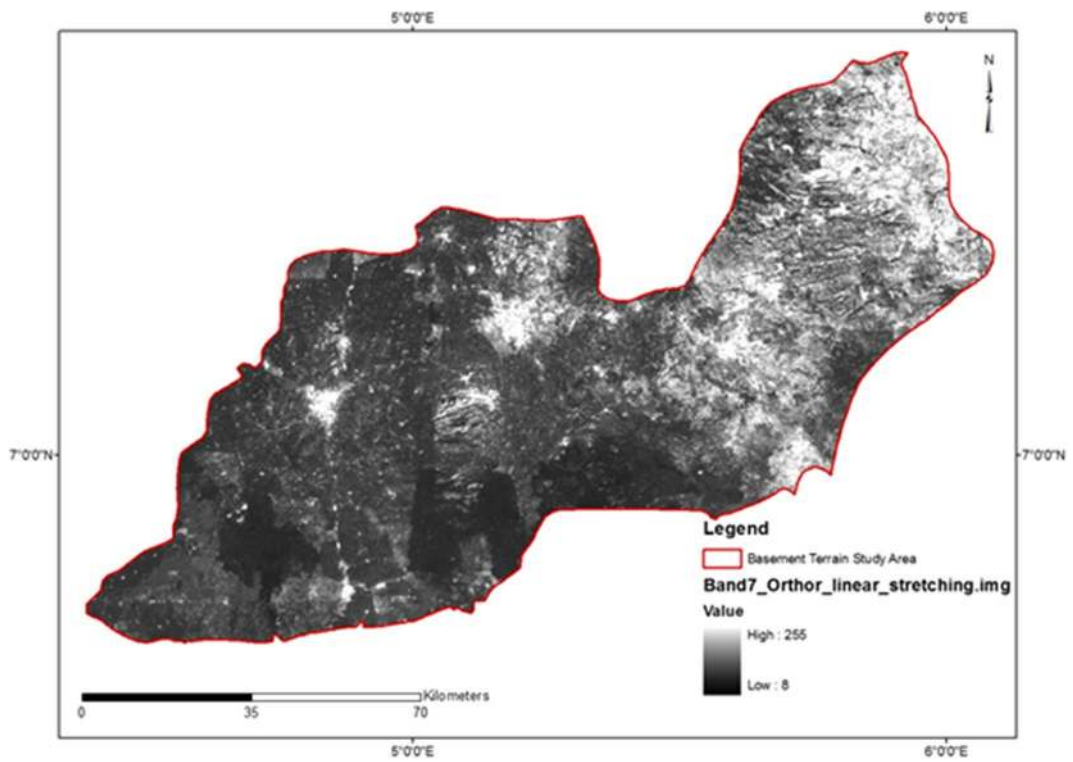 5°0'0"E 6°0'0"E
N
7°0'0"N 7°0'0"N
Legend
Basement Terrain Study Area
Band7_Orthor_linear_stretching.img
Value
High : 255
Low : 8
Kilometers
0 35 70
5°0'0"E 6°0'0"E